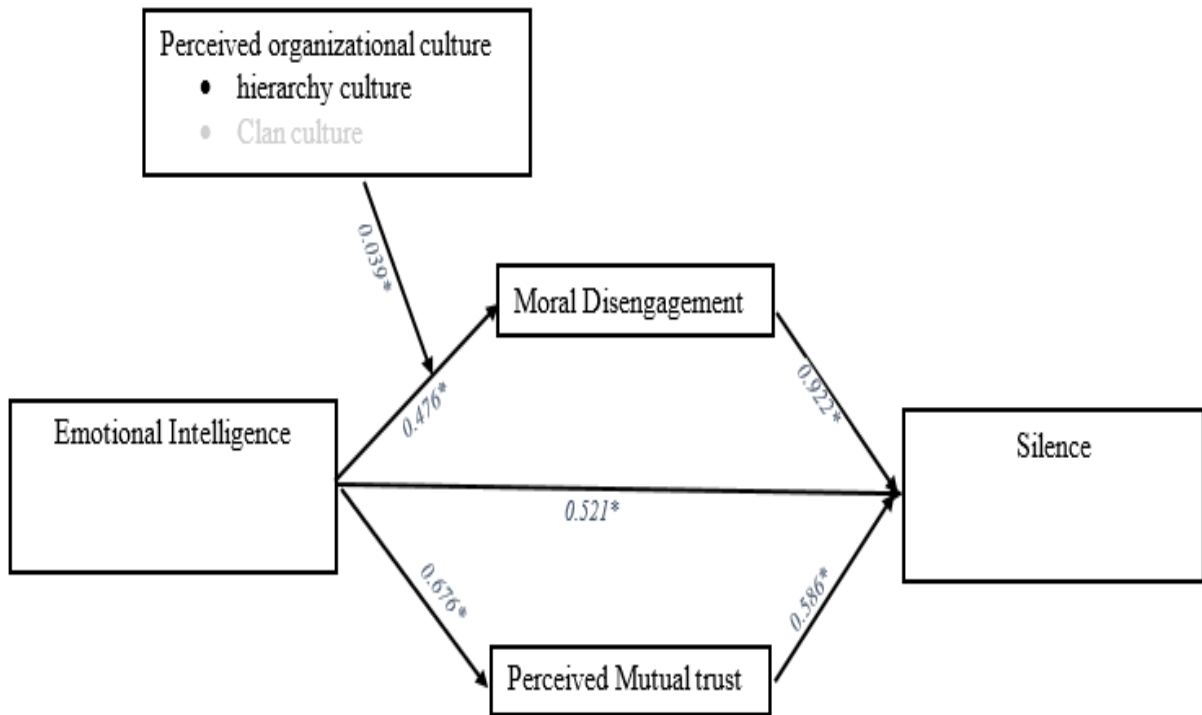 Perceived organizational culture
• hierarchy culture
• Clan culture
0.039*
Moral Disengagement
0.476*
0.922*
Emotional Intelligence
Silence
0.521*
0.676*
0.586*
Perceived Mutual trust